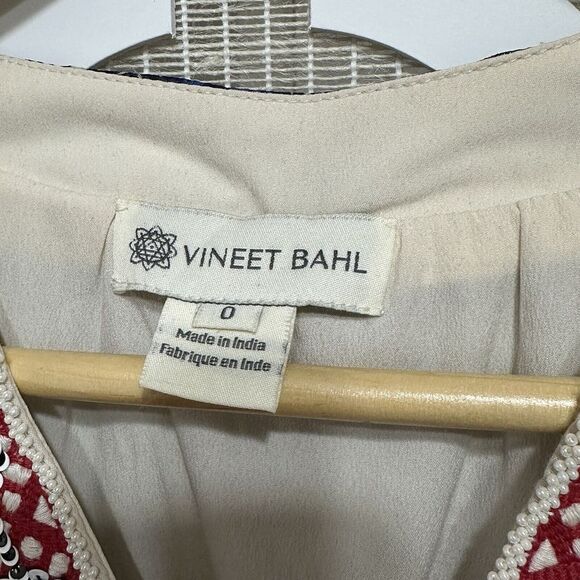 VINEET BAHL
0
Made in India
Fabrique en Inde